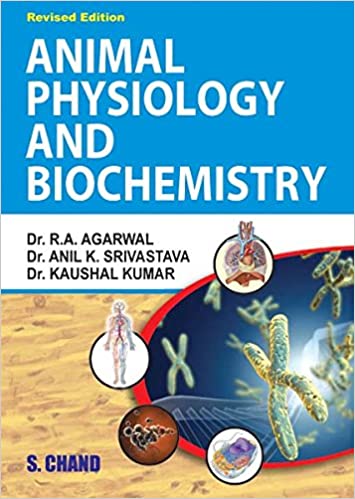 Revised Edition
ANIMAL
PHYSIOLOGY
AND
BIOCHEMISTRY
Dr. R.A. AGARWAL
Dr. ANIL K. SRIVASTAVA
Dr. KAUSHAL KUMAR
S. CHAND